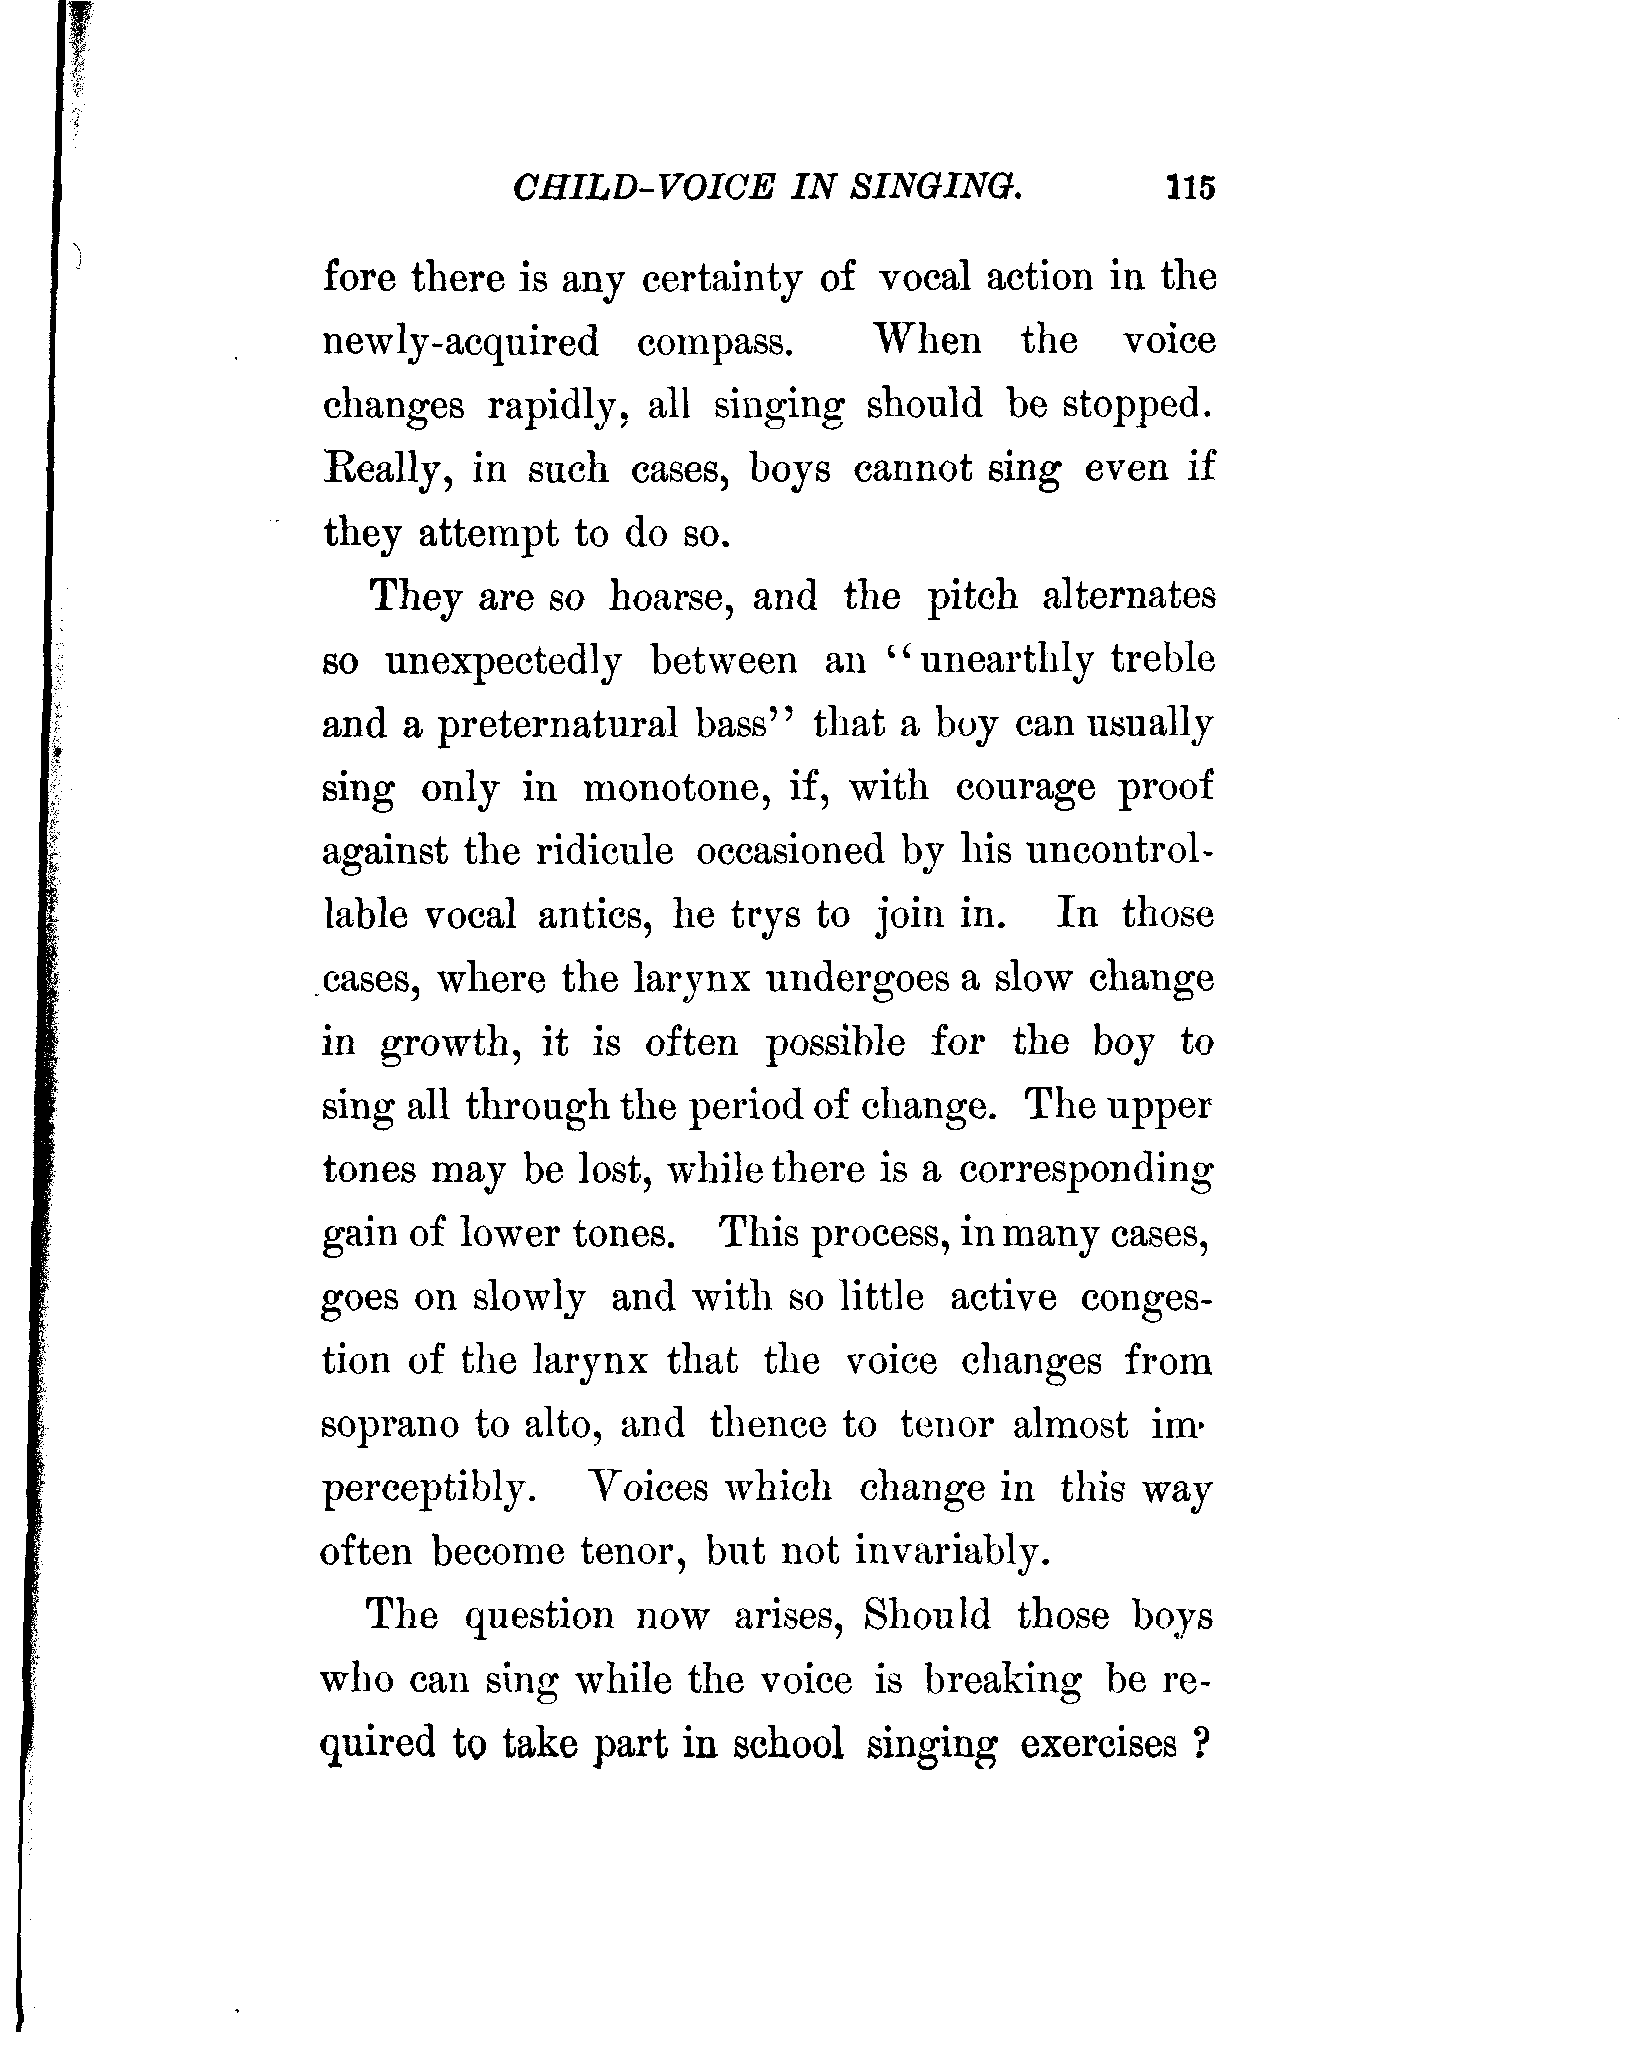 CHILD-VOICE IN SINGING. 115
fore there is any certainty of vocal action in the
newly-acquired compass. When the voice
changes rapidly, all singing should be stopped.
Really, in such cases, boys cannot sing even if
they attempt to do so.
They are so hoarse, and the pitch alternates
so unexpectedly between an "unearthly treble
and a preternatural bass" that a boy can usually
sing only in monotone, if, with courage proof
against the ridicule occasioned by his uncontrol-
lable vocal antics, he trys to join in. In those
cases, where the larynx undergoes a slow change
in growth, it is often possible for the boy to
sing all through the period of change. The upper
tones may be lost, while there is a corresponding
gain of lower tones. This process, in many cases,
goes on slowly and with so little active conges-
tion of the larynx that the voice changes from
soprano to alto, and thence to tenor almost im-
perceptibly. Voices which change in this way
often become tenor, but not invariably.
The question now arises, Should those boys
who can sing while the voice is breaking be re-
quired to take part in school singing exercises ?